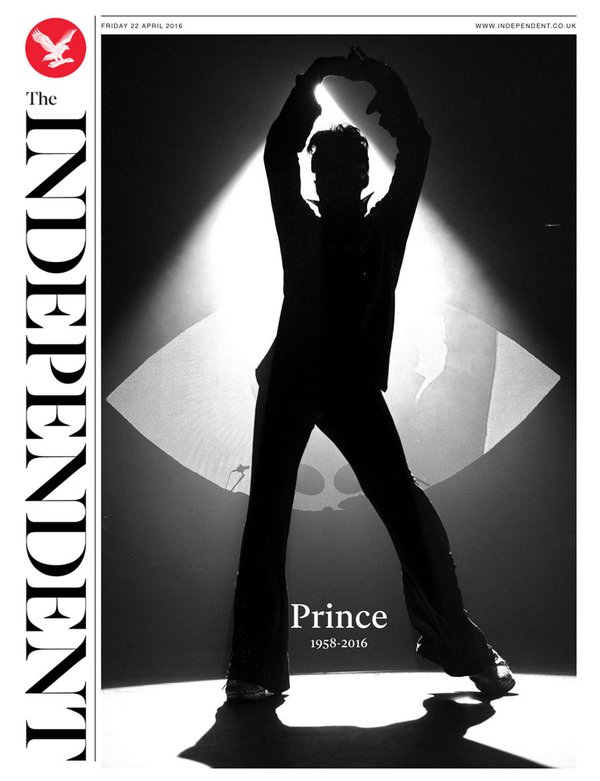 FRIDAY 22 APRIL 2016
WWW.INDEPENDENT.CO.UK
The
INDEPENDENT
Prince
1958-2016